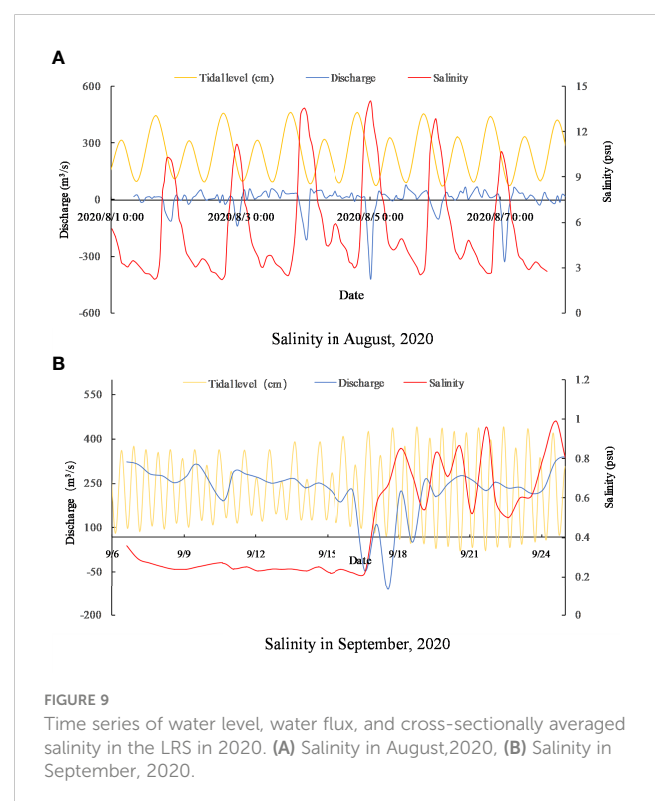 A
Tidal level (cm) Discharge Salinity
600 15
300 12
0 9
-300 3
-600 0
6
Discharge (m³/s)
Salinity (psu)
2020/8/1 0:00 2020/8/3 0:00 2020/8/5 0:00 2020/8/7 0:00
Date
Salinity in August, 2020
B
Tidal level (cm) Discharge Salinity
550 1.2
400 1
250 0.8
100 0.6
-50 0.4
-200 0.2
0
Discharge (m³/s)
Salinity (psu)
9/6 9/9 9/12 9/15 9/18 9/21 9/24
Date
Salinity in September, 2020
FIGURE 9
Time series of water level, water flux, and cross-sectionally averaged
salinity in the LRS in 2020. (A) Salinity in August,2020, (B) Salinity in
September, 2020.